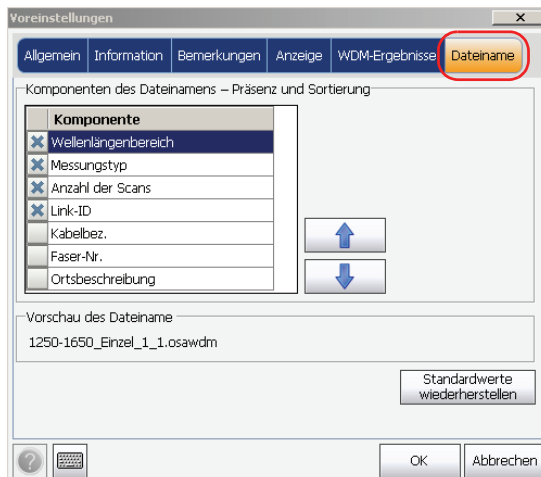 Voreinstellungen
Allgemein Information Bemerkungen Anzeige WDM-Ergebnisse Dateiname
Komponenten des Dateinamens – Präsenz und Sortierung
Komponente
Wellenlängenbereich
Messungstyp
Anzahl der Scans
Link-ID
Kabelbez.
Faser-Nr.
Ortsbeschreibung
Vorschau des Dateiname
1250-1650_Einzel_1_1.osawdm
Standardwerte
wiederherstellen
OK Abbrechen